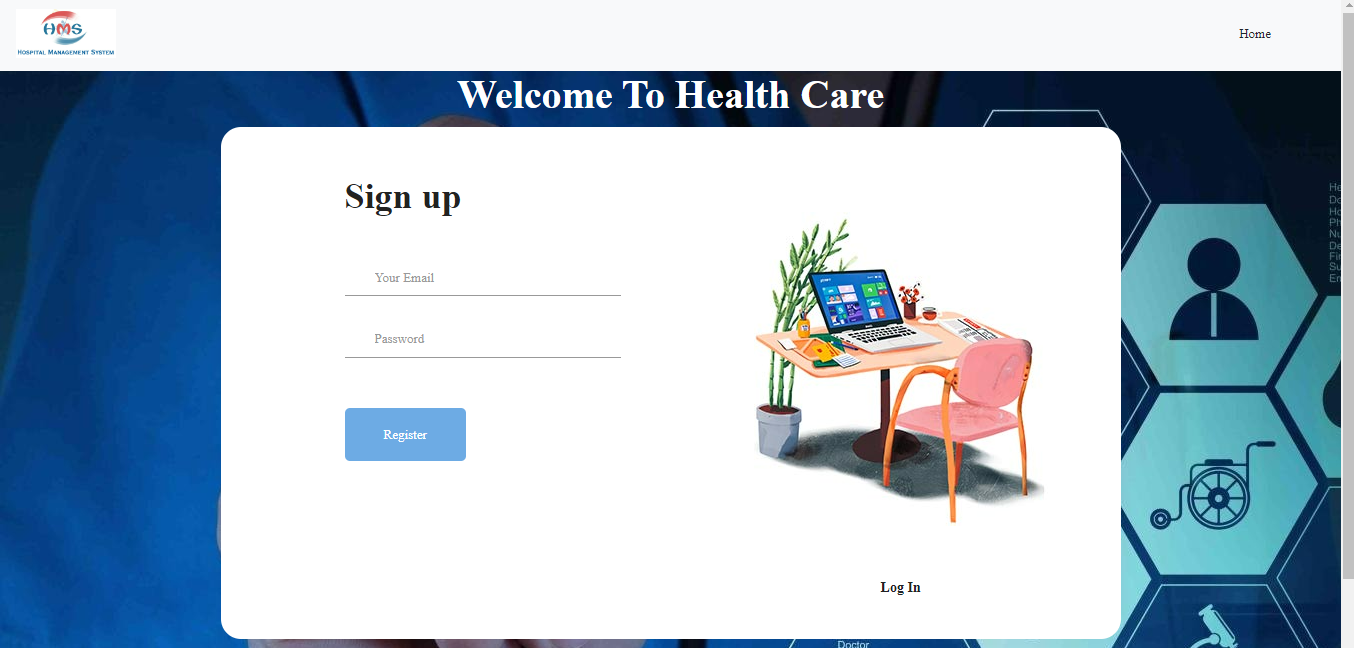 HMS
Hospital Management System
Home
Welcome To Health Care
Sign up
Your Email
Password
Register
Log In
Doctor